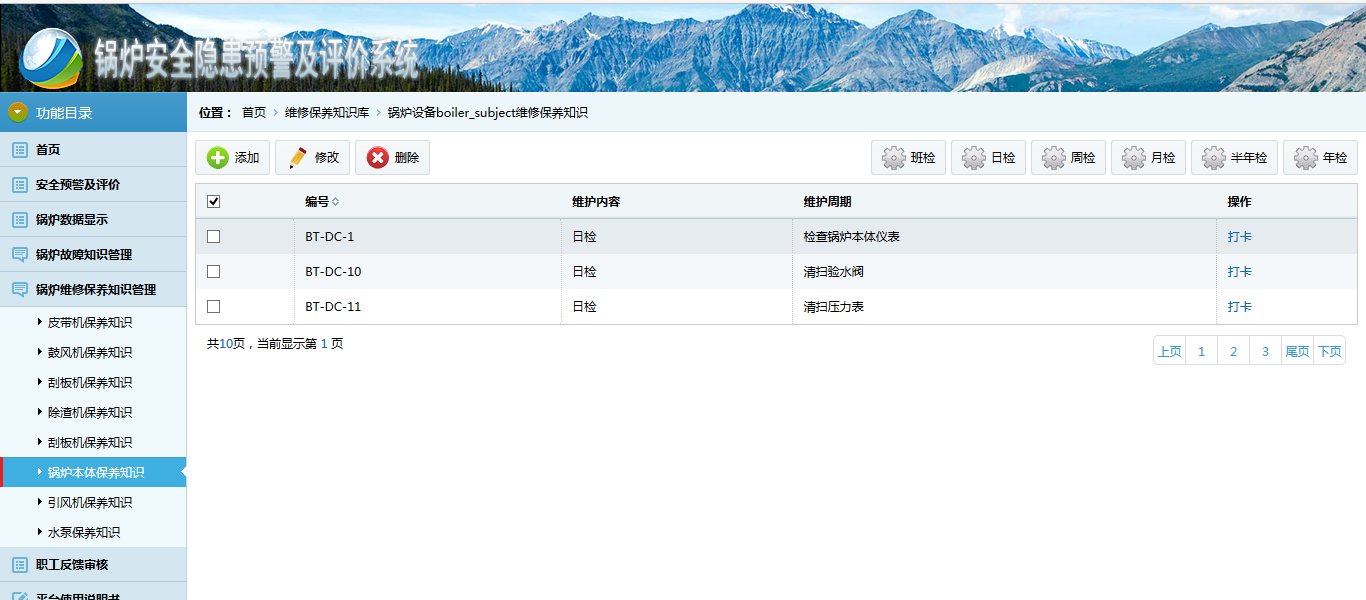 锅炉安全隐患预警及评价系统
功能目录
位置： 首页 › 维修保养知识库 › 锅炉设备boiler_subject维修保养知识
首页
安全预警及评价
锅炉数据显示
锅炉故障知识管理
锅炉维修保养知识管理
皮带机保养知识
鼓风机保养知识
刮板机保养知识
除渣机保养知识
刮板机保养知识
锅炉本体保养知识
引风机保养知识
水泵保养知识
职工反馈审核
平台使用说明书
添加 修改 删除 班检 日检 周检 月检 半年检 年检
编号 维护内容 维护周期 操作
BT-DC-1 日检 检查锅炉本体仪表 打卡
BT-DC-10 日检 清扫验水阀 打卡
BT-DC-11 日检 清扫压力表 打卡
共10页，当前显示第 1 页 上页 1 2 3 尾页 下页